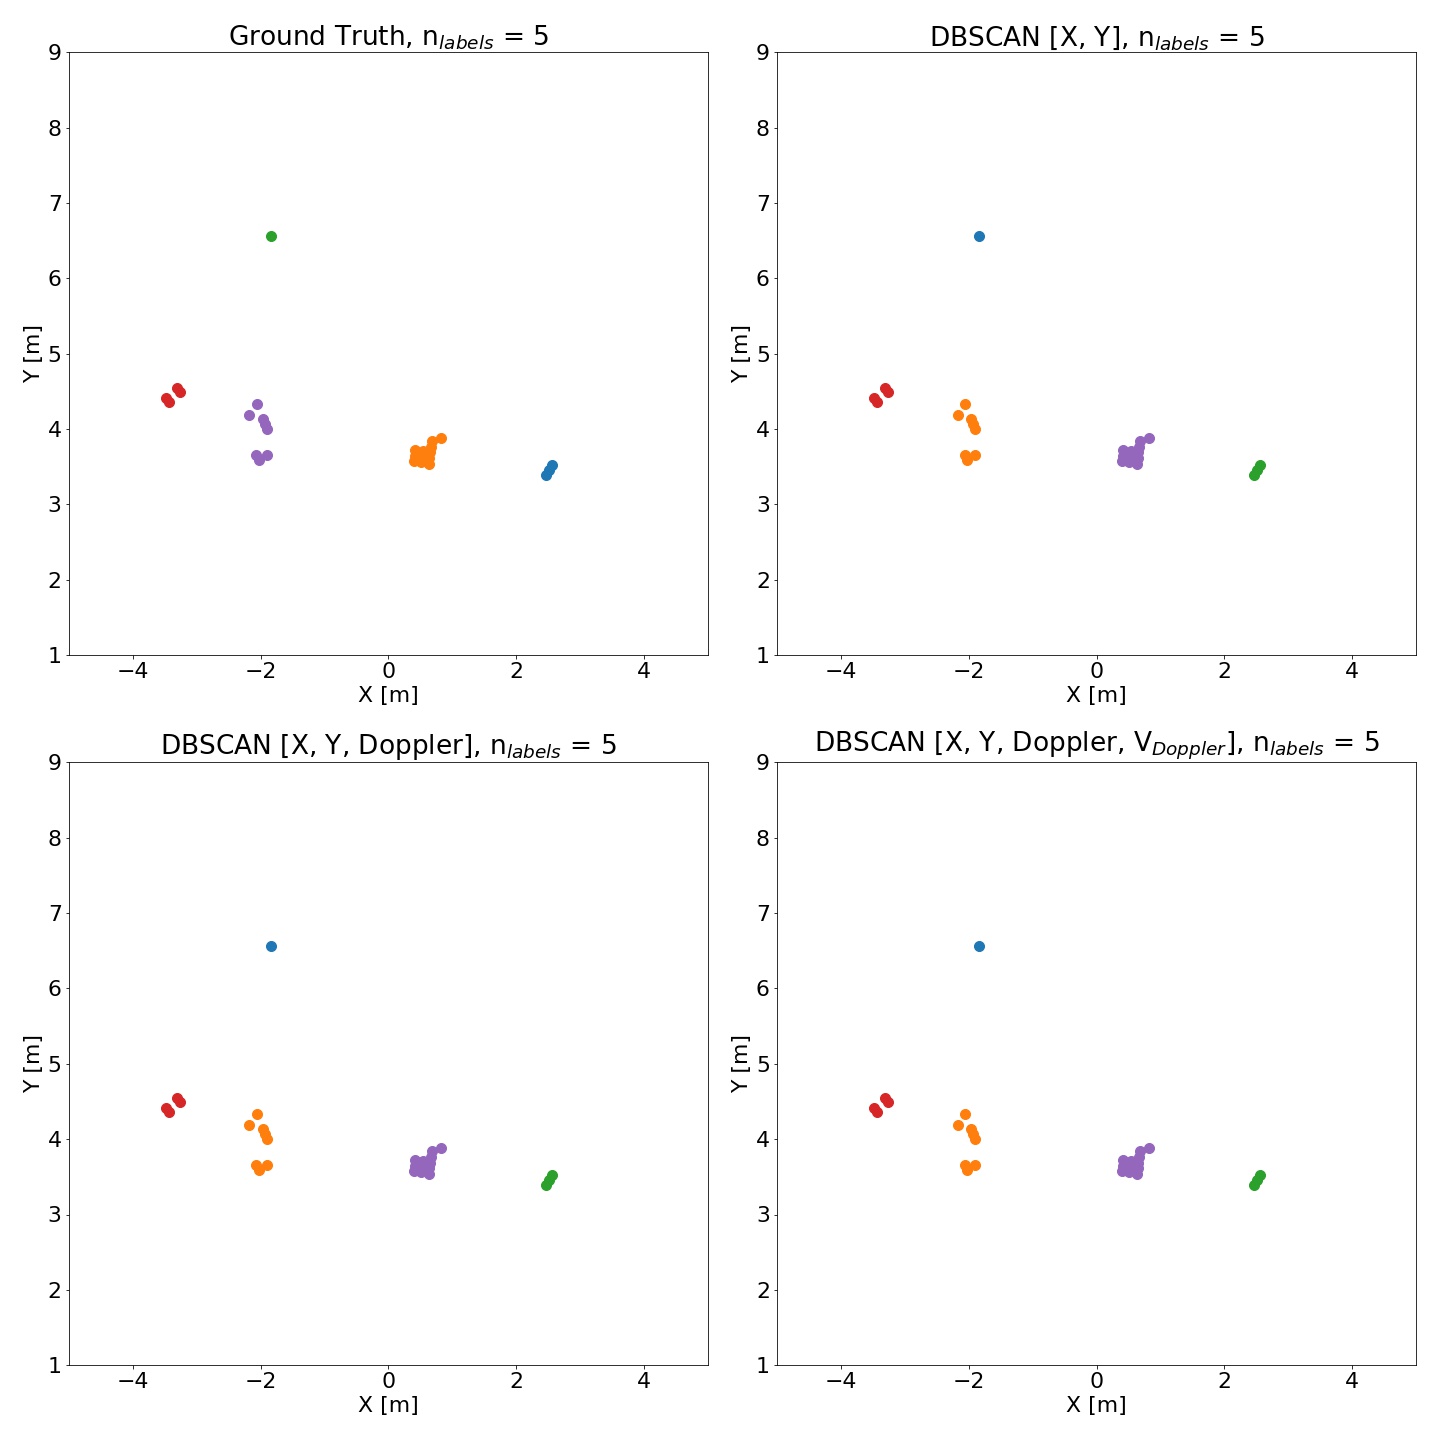 Ground Truth, n_labels = 5
9
8
7
6
5
4
3
2
1
Y [m]
−4 −2 0 2 4
X [m]
DBSCAN [X, Y], n_labels = 5
9
8
7
6
5
4
3
2
1
Y [m]
−4 −2 0 2 4
X [m]
DBSCAN [X, Y, Doppler], n_labels = 5
9
8
7
6
5
4
3
2
1
Y [m]
−4 −2 0 2 4
X [m]
DBSCAN [X, Y, Doppler, V_Doppler], n_labels = 5
9
8
7
6
5
4
3
2
1
Y [m]
−4 −2 0 2 4
X [m]